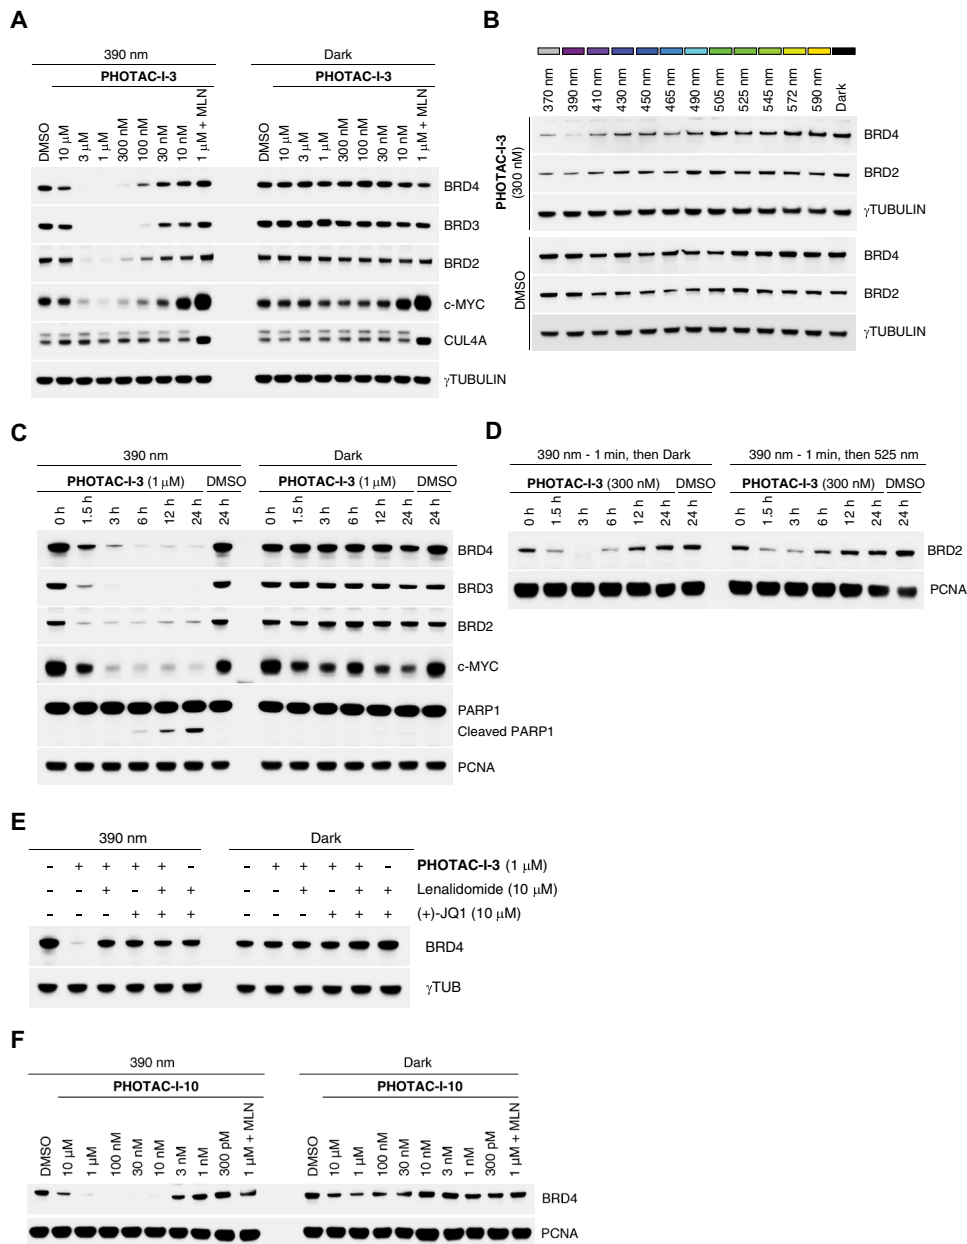 A
390 nm
Dark
PHOTAC-I-3
PHOTAC-I-3
DMSO
10 μM
3 μM
1 μM
300 nM
100 nM
30 nM
10 nM
1 μM + MLN
DMSO
10 μM
3 μM
1 μM
300 nM
100 nM
30 nM
10 nM
1 μM + MLN
BRD4
BRD3
BRD2
c-MYC
CUL4A
γTUBULIN
B
370 nm
390 nm
410 nm
430 nm
450 nm
465 nm
490 nm
505 nm
525 nm
545 nm
572 nm
590 nm
Dark
PHOTAC-I-3
(300 nM)
BRD4
BRD2
γTUBULIN
DMSO
BRD4
BRD2
γTUBULIN
C
390 nm
Dark
PHOTAC-I-3 (1 μM) DMSO
PHOTAC-I-3 (1 μM) DMSO
0 h
1.5 h
3 h
6 h
12 h
24 h
24 h
0 h
1.5 h
3 h
6 h
12 h
24 h
24 h
BRD4
BRD3
BRD2
c-MYC
PARP1
Cleaved PARP1
PCNA
D
390 nm - 1 min, then Dark
390 nm - 1 min, then 525 nm
PHOTAC-I-3 (300 nM) DMSO
PHOTAC-I-3 (300 nM) DMSO
0 h
1.5 h
3 h
6 h
12 h
24 h
24 h
0 h
1.5 h
3 h
6 h
12 h
24 h
24 h
BRD2
PCNA
E
390 nm
Dark
– + + + + – – + + + + – PHOTAC-I-3 (1 μM)
– – + – + + – – + – + + Lenalidomide (10 μM)
– – – + + + – – – + + + (+)-JQ1 (10 μM)
BRD4
γTUB
F
390 nm
Dark
PHOTAC-I-10
PHOTAC-I-10
DMSO
10 μM
1 μM
100 nM
30 nM
10 nM
3 nM
1 nM
300 pM
1 μM + MLN
DMSO
10 μM
1 μM
100 nM
30 nM
10 nM
3 nM
1 nM
300 pM
1 μM + MLN
BRD4
PCNA